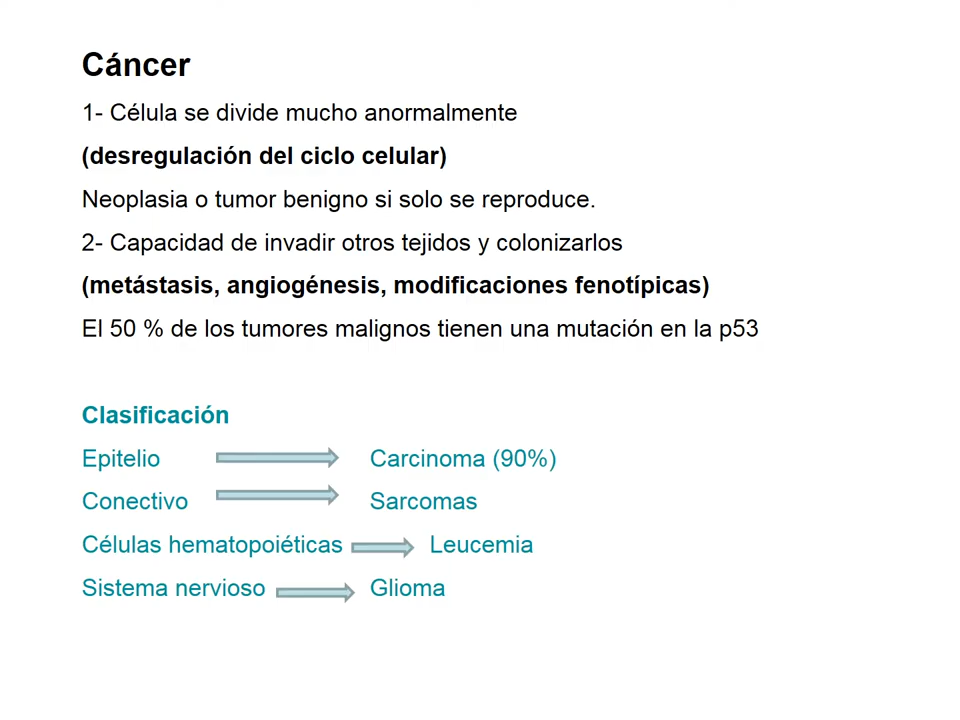 Cáncer
1- Célula se divide mucho anormalmente
(desregulación del ciclo celular)
Neoplasia o tumor benigno si solo se reproduce.
2- Capacidad de invadir otros tejidos y colonizarlos
(metástasis, angiogénesis, modificaciones fenotípicas)
El 50 % de los tumores malignos tienen una mutación en la p53
Clasificación
Epitelio Carcinoma (90%)
Conectivo Sarcomas
Células hematopoiéticas Leucemia
Sistema nervioso Glioma